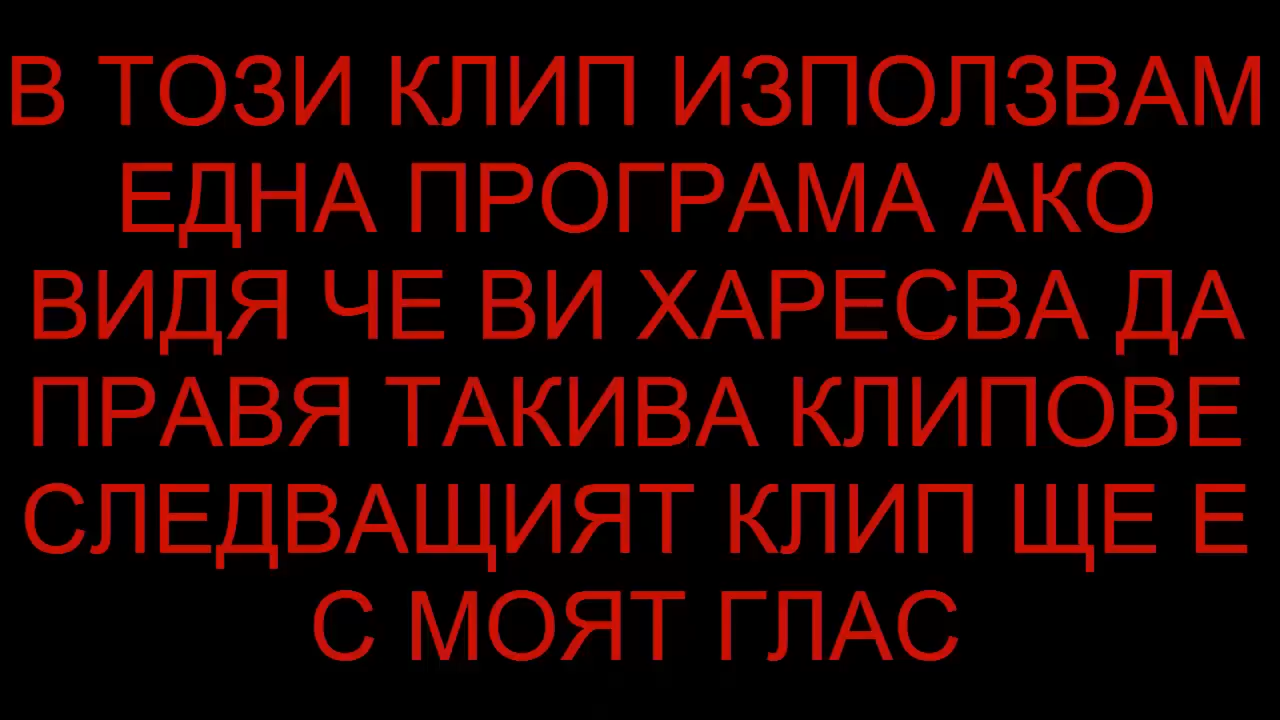 В ТОЗИ КЛИП ИЗПОЛЗВАМ
ЕДНА ПРОГРАМА АКО
ВИДЯ ЧЕ ВИ ХАРЕСВА ДА
ПРАВЯ ТАКИВА КЛИПОВЕ
СЛЕДВАЩИЯТ КЛИП ЩЕ Е
С МОЯТ ГЛАС